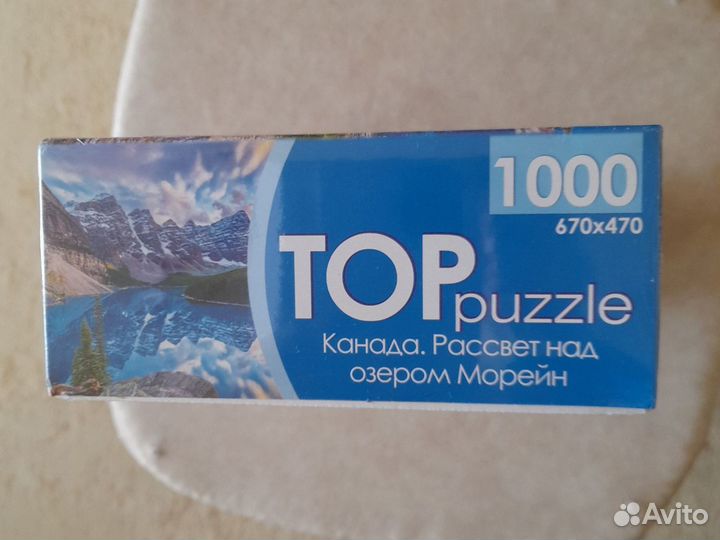 1000
670x470
TOP puzzle
Канада. Рассвет над
озером Морейн
Avito